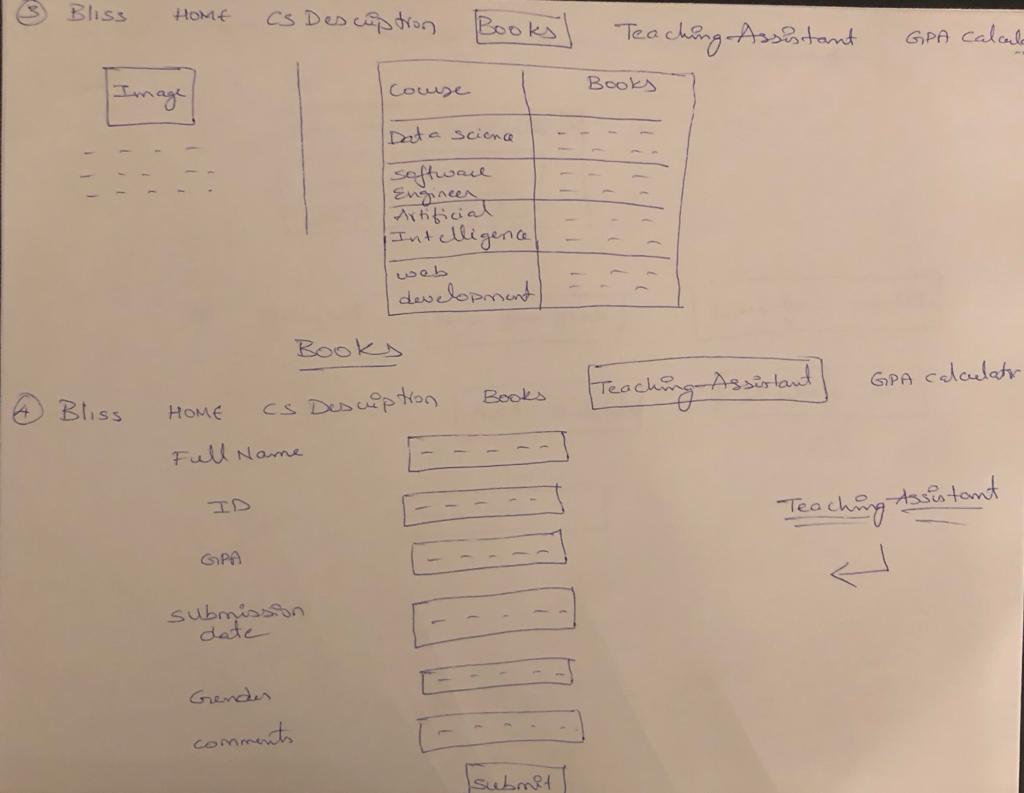 3 Bliss HOME CS Description Books Teaching-Assistant GPA Calcula
Image
Course Books
Data science
Software
Engineer
Artificial
Intelligence
web
development
Books
4 Bliss HOME CS Description Books Teaching-Assistant GPA calculator
Full Name
ID
Teaching-Assistant
GPA
submission
date
Gender
comments
submit